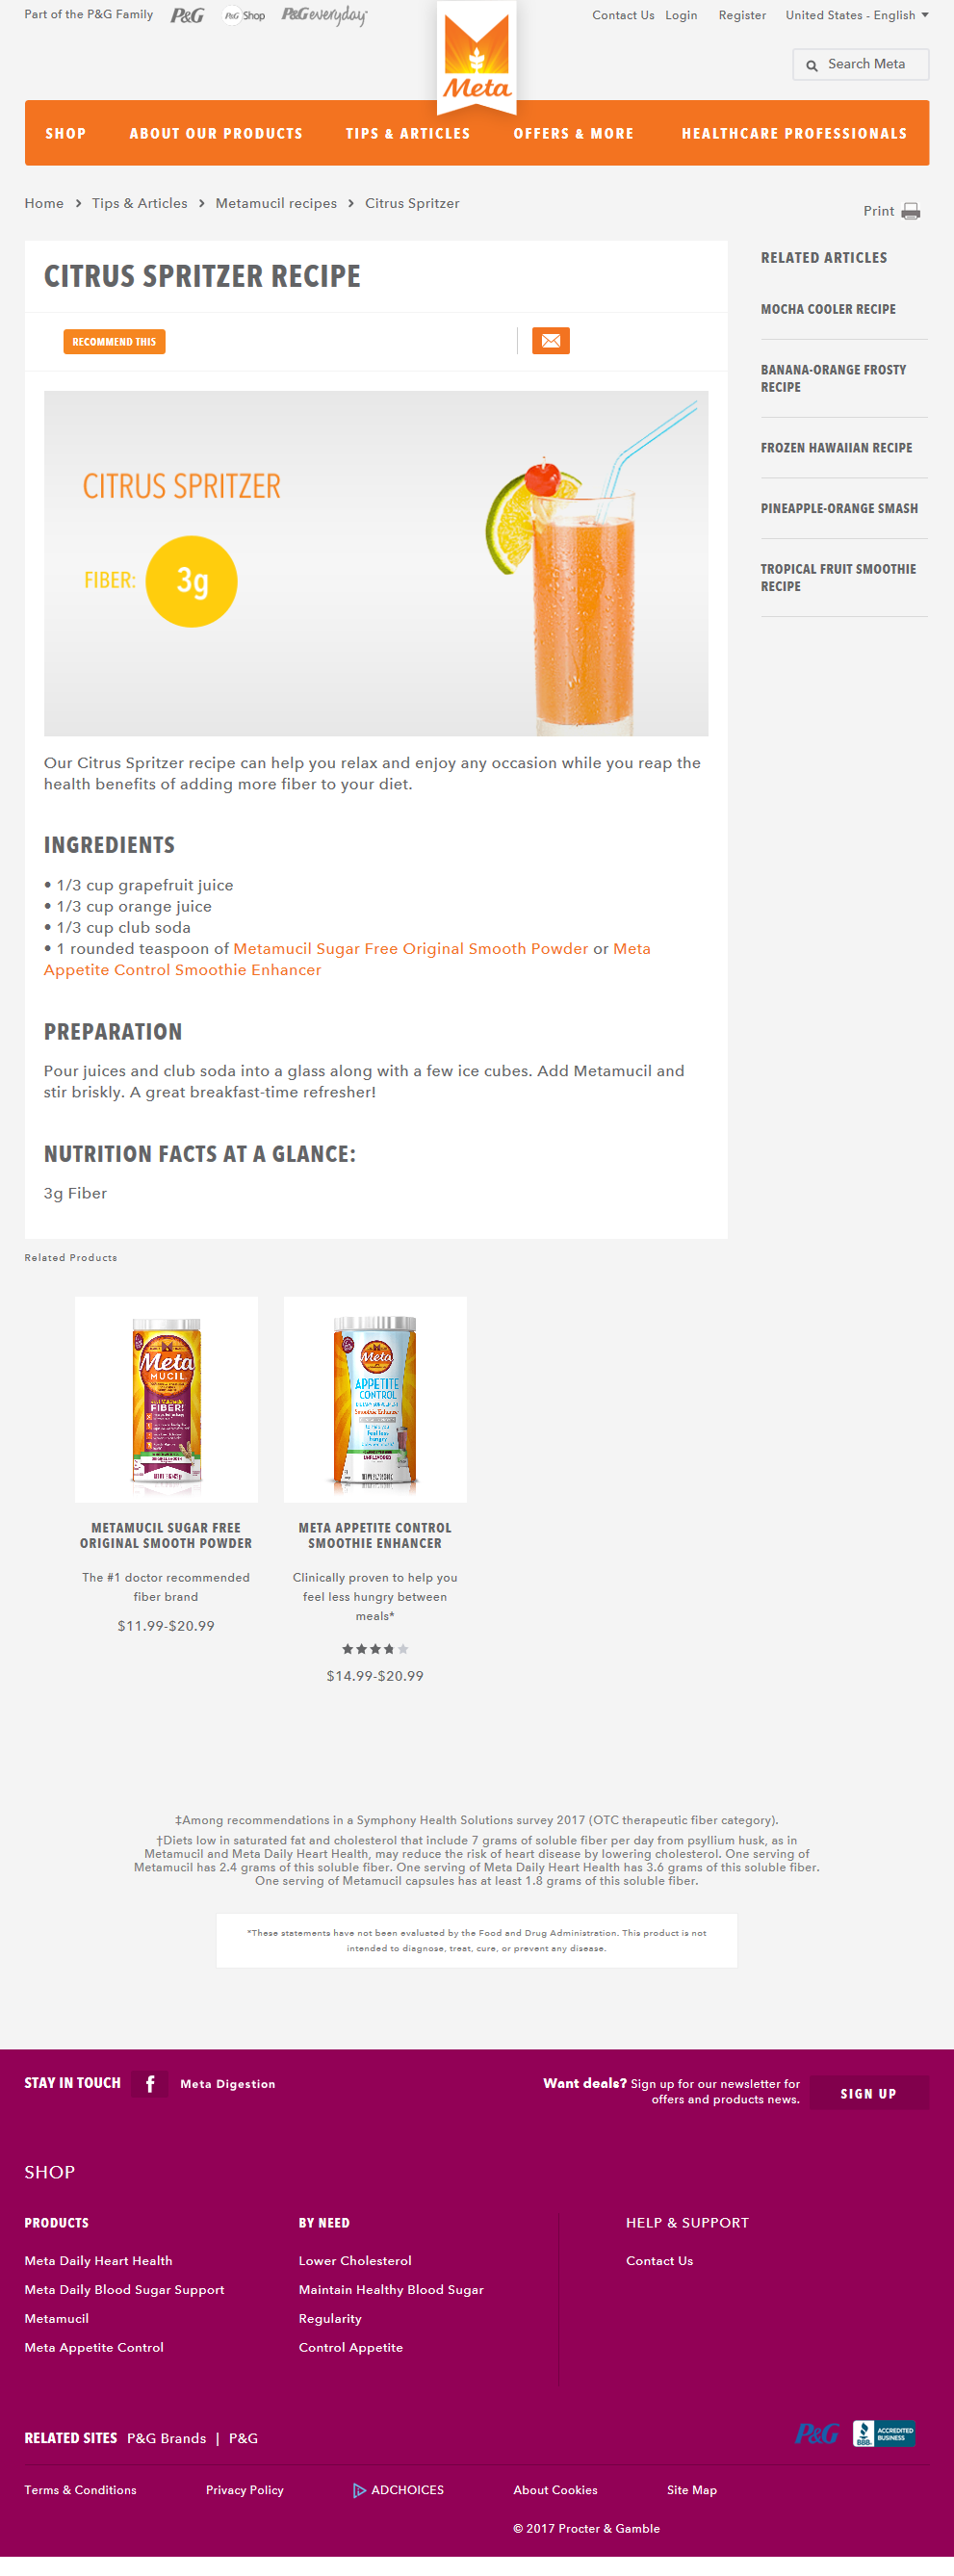 Part of the P&G Family P&G P&G Shop P&G everyday
Contact Us Login Register United States - English
Meta
Search Meta
SHOP ABOUT OUR PRODUCTS TIPS & ARTICLES OFFERS & MORE HEALTHCARE PROFESSIONALS
Home > Tips & Articles > Metamucil recipes > Citrus Spritzer
Print
CITRUS SPRITZER RECIPE
RECOMMEND THIS
CITRUS SPRITZER
FIBER: 3g
Our Citrus Spritzer recipe can help you relax and enjoy any occasion while you reap the
health benefits of adding more fiber to your diet.
INGREDIENTS
• 1/3 cup grapefruit juice
• 1/3 cup orange juice
• 1/3 cup club soda
• 1 rounded teaspoon of Metamucil Sugar Free Original Smooth Powder or Meta
Appetite Control Smoothie Enhancer
PREPARATION
Pour juices and club soda into a glass along with a few ice cubes. Add Metamucil and
stir briskly. A great breakfast-time refresher!
NUTRITION FACTS AT A GLANCE:
3g Fiber
RELATED ARTICLES
MOCHA COOLER RECIPE
BANANA-ORANGE FROSTY
RECIPE
FROZEN HAWAIIAN RECIPE
PINEAPPLE-ORANGE SMASH
TROPICAL FRUIT SMOOTHIE
RECIPE
Related Products
Meta
MUCIL
FIBER!
METAMUCIL SUGAR FREE
ORIGINAL SMOOTH POWDER
The #1 doctor recommended
fiber brand
$11.99-$20.99
Meta
APPETITE
CONTROL
Smoothie Enhancer
META APPETITE CONTROL
SMOOTHIE ENHANCER
Clinically proven to help you
feel less hungry between
meals*
$14.99-$20.99
‡Among recommendations in a Symphony Health Solutions survey 2017 (OTC therapeutic fiber category).
†Diets low in saturated fat and cholesterol that include 7 grams of soluble fiber per day from psyllium husk, as in
Metamucil and Meta Daily Heart Health, may reduce the risk of heart disease by lowering cholesterol. One serving of
Metamucil has 2.4 grams of this soluble fiber. One serving of Meta Daily Heart Health has 3.6 grams of this soluble fiber.
One serving of Metamucil capsules has at least 1.8 grams of this soluble fiber.
*These statements have not been evaluated by the Food and Drug Administration. This product is not
intended to diagnose, treat, cure, or prevent any disease.
STAY IN TOUCH f Meta Digestion
Want deals? Sign up for our newsletter for
offers and products news.
SIGN UP
SHOP
PRODUCTS
Meta Daily Heart Health
Meta Daily Blood Sugar Support
Metamucil
Meta Appetite Control
BY NEED
Lower Cholesterol
Maintain Healthy Blood Sugar
Regularity
Control Appetite
HELP & SUPPORT
Contact Us
RELATED SITES P&G Brands | P&G
P&G
BBB
ACCREDITED
BUSINESS
Terms & Conditions Privacy Policy ADCHOICES About Cookies Site Map
© 2017 Procter & Gamble